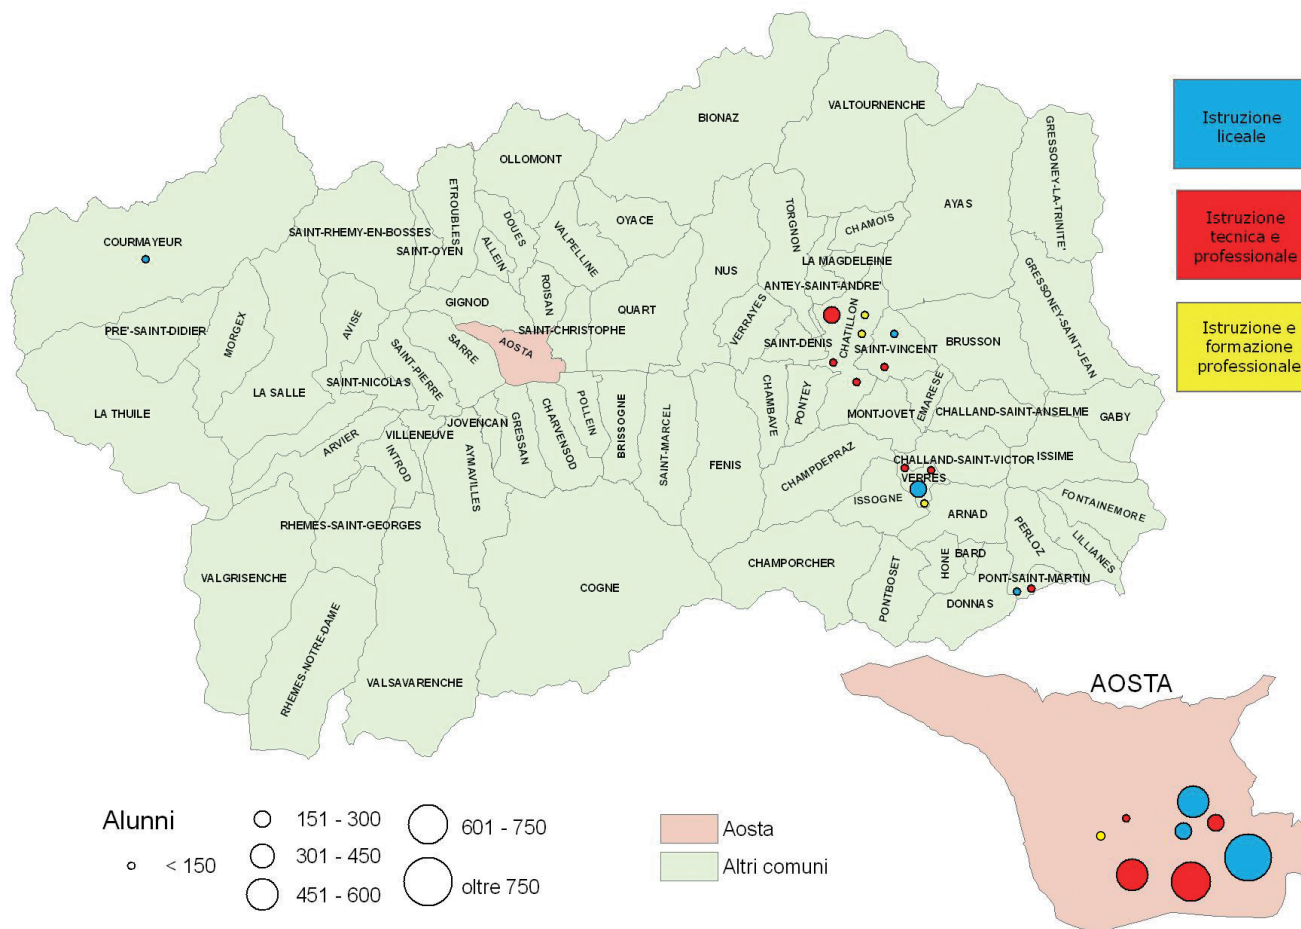 BIONAZ
VALTOURNENCHE
GRESSONEY-LA-TRINITE'
Istruzione
liceale
OLLOMONT
ETROUBLES
DOUES
ALLEIN
VALPELLINE
OYACE
TORGNON
CHAMOIS
AYAS
Istruzione
tecnica e
professionale
COURMAYEUR
SAINT-RHEMY-EN-BOSSES
SAINT-OYEN
ROISAN
NUS
LA MAGDELEINE
ANTEY-SAINT-ANDRE'
GRESSONEY-SAINT-JEAN
GIGNOD
QUART
VERRAYES
CHATILLON
PRE'-SAINT-DIDIER
MORGEX
AVISE
SARRE
AOSTA
SAINT-CHRISTOPHE
SAINT-DENIS
SAINT-VINCENT
BRUSSON
Istruzione e
formazione
professionale
LA THUILE
LA SALLE
SAINT-NICOLAS
SAINT-PIERRE
JOVENCAN
GRESSAN
CHARVENSOD
POLLEIN
BRISSOGNE
SAINT-MARCEL
FENIS
CHAMBAVE
PONTEY
MONTJOVET
EMARESE
CHALLAND-SAINT-ANSELME
GABY
ARVIER
VILLENEUVE
INTROD
AYMAVILLES
CHAMPDEPRAZ
CHALLAND-SAINT-VICTOR
ISSIME
VERRES
ISSOGNE
ARNAD
FONTAINEMORE
RHEMES-SAINT-GEORGES
PERLOZ
LILLIANES
VALGRISENCHE
COGNE
CHAMPORCHER
PONTBOSET
HONE
BARD
PONT-SAINT-MARTIN
DONNAS
RHEMES-NOTRE-DAME
VALSAVARENCHE
AOSTA
Alunni
< 150
151 - 300
301 - 450
451 - 600
601 - 750
oltre 750
Aosta
Altri comuni